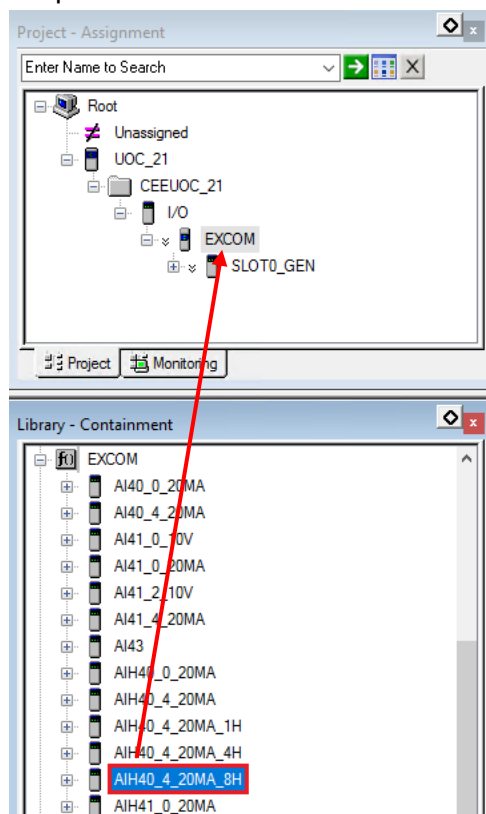 Project - Assignment
x
Enter Name to Search
Root
Unassigned
UOC_21
CEEUOC_21
I/O
EXCOM
SLOT0_GEN
Project
Monitoring
Library - Containment
x
f()
EXCOM
AI40_0_20MA
AI40_4_20MA
AI41_0_10V
AI41_0_20MA
AI41_2_10V
AI41_4_20MA
AI43
AIH40_0_20MA
AIH40_4_20MA
AIH40_4_20MA_1H
AIH40_4_20MA_4H
AIH40_4_20MA_8H
AIH41_0_20MA